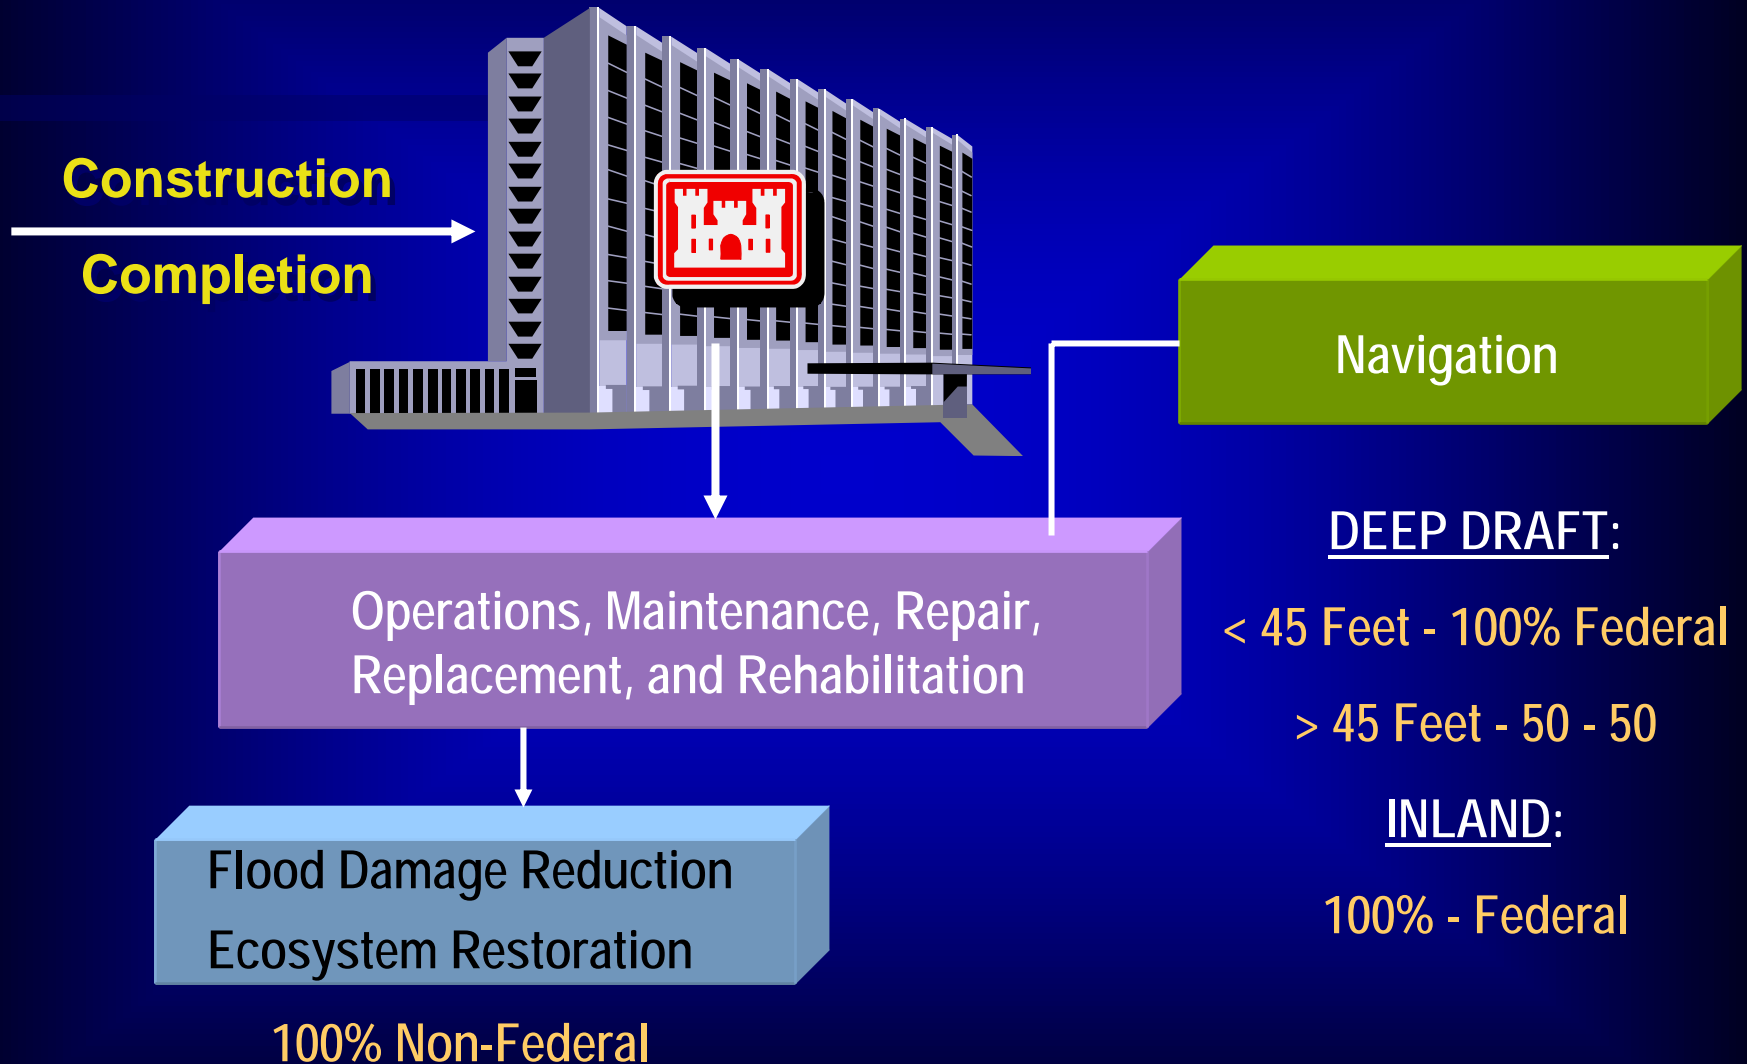 Construction
Completion
Navigation
Operations, Maintenance, Repair,
Replacement, and Rehabilitation
DEEP DRAFT:
< 45 Feet - 100% Federal
> 45 Feet - 50 - 50
INLAND:
100% - Federal
Flood Damage Reduction
Ecosystem Restoration
100% Non-Federal